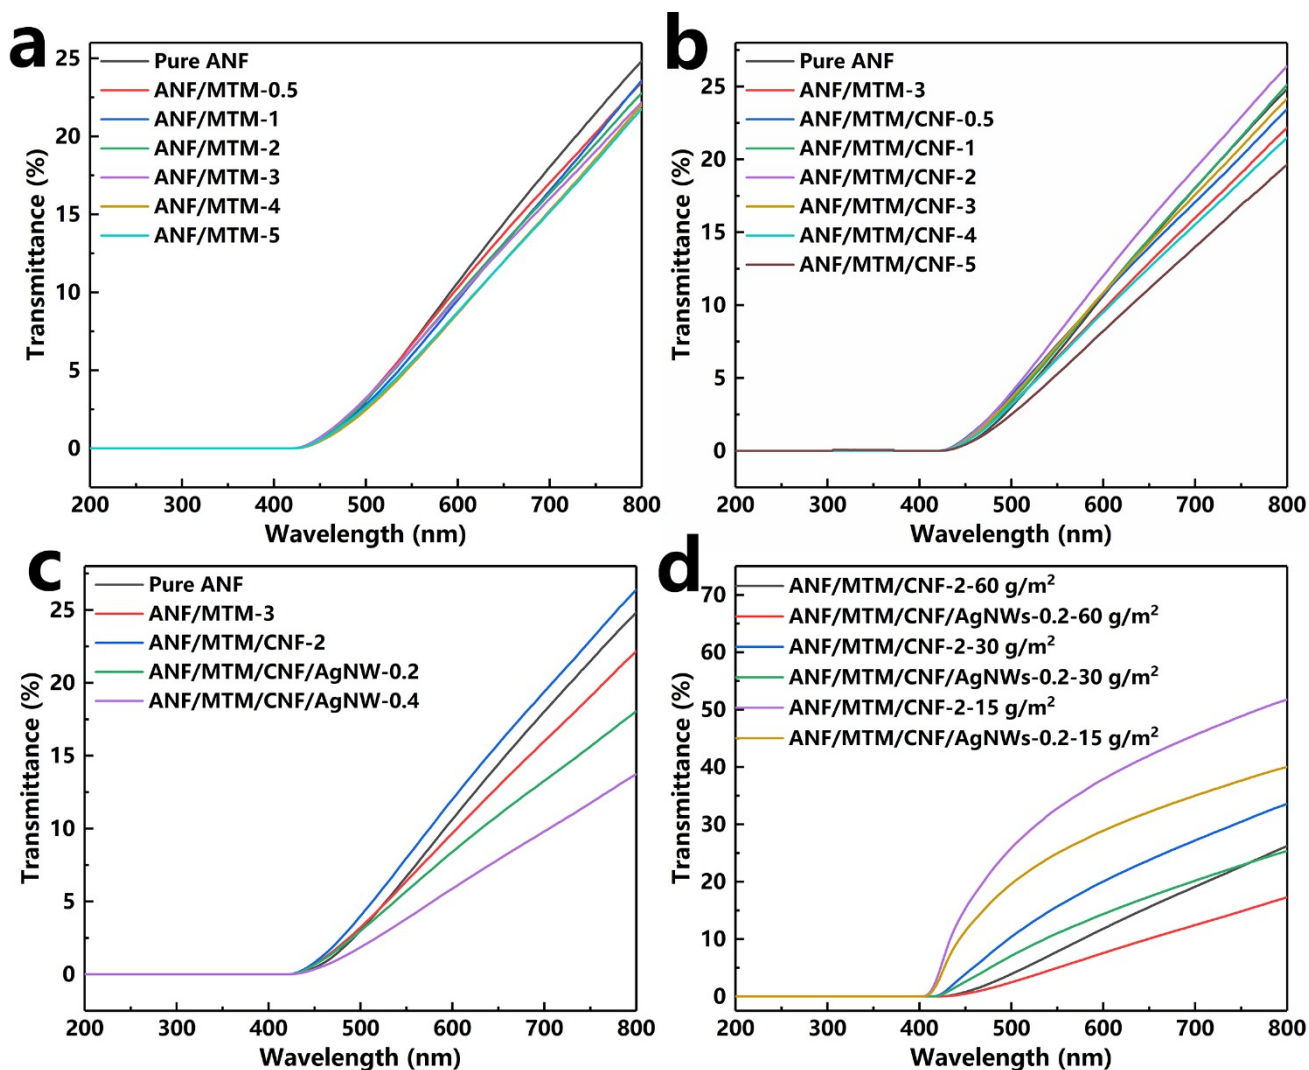 a
Pure ANF
ANF/MTM-0.5
ANF/MTM-1
ANF/MTM-2
ANF/MTM-3
ANF/MTM-4
ANF/MTM-5
25
20
15
10
5
0
Transmittance (%)
200 300 400 500 600 700 800
Wavelength (nm)
b
Pure ANF
ANF/MTM-3
ANF/MTM/CNF-0.5
ANF/MTM/CNF-1
ANF/MTM/CNF-2
ANF/MTM/CNF-3
ANF/MTM/CNF-4
ANF/MTM/CNF-5
25
20
15
10
5
0
Transmittance (%)
200 300 400 500 600 700 800
Wavelength (nm)
c
Pure ANF
ANF/MTM-3
ANF/MTM/CNF-2
ANF/MTM/CNF/AgNW-0.2
ANF/MTM/CNF/AgNW-0.4
25
20
15
10
5
0
Transmittance (%)
200 300 400 500 600 700 800
Wavelength (nm)
d
ANF/MTM/CNF-2-60 g/m²
ANF/MTM/CNF/AgNWs-0.2-60 g/m²
ANF/MTM/CNF-2-30 g/m²
ANF/MTM/CNF/AgNWs-0.2-30 g/m²
ANF/MTM/CNF-2-15 g/m²
ANF/MTM/CNF/AgNWs-0.2-15 g/m²
70
60
50
40
30
20
10
0
Transmittance (%)
200 300 400 500 600 700 800
Wavelength (nm)